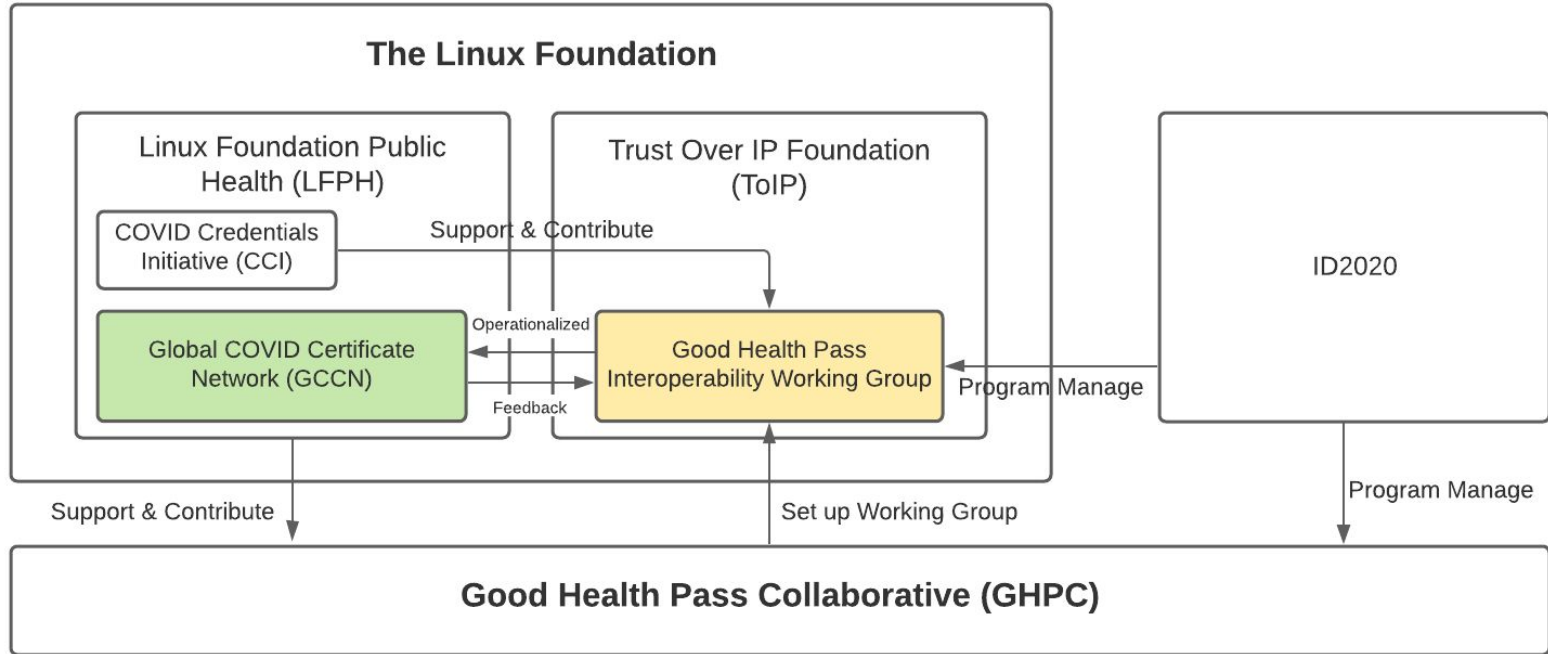 The Linux Foundation
Linux Foundation Public
Health (LFPH)
Trust Over IP Foundation
(ToIP)
COVID Credentials
Initiative (CCI)
Support & Contribute
ID2020
Operationalized
Global COVID Certificate
Network (GCCN)
Good Health Pass
Interoperability Working Group
Feedback
Program Manage
Support & Contribute
Set up Working Group
Program Manage
Good Health Pass Collaborative (GHPC)